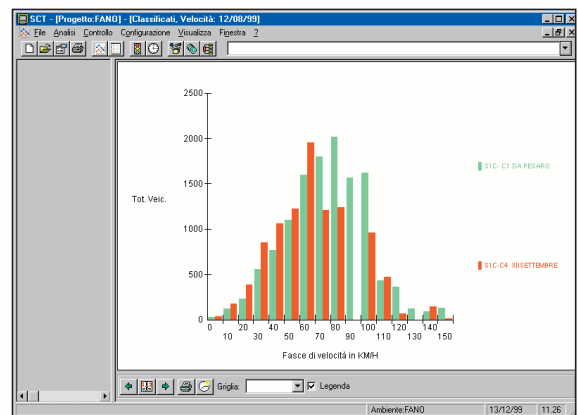 SCT - [Progetto:FANO] - [Classificati, Velocità: 12/08/99]
File Analisi Controllo Configurazione Visualizza Finestra ?
2500
2000
Tot. Veic.
1500
1000
500
0
0 20 40 60 80 100 120 140
10 30 50 70 90 110 130 150
Fasce di velocità in KM/H
S1C- C1 DA PESARO
S1C-C4 XIISETTEMBRE
Griglia: Legenda
Ambiente:FANO 13/12/99 11.26